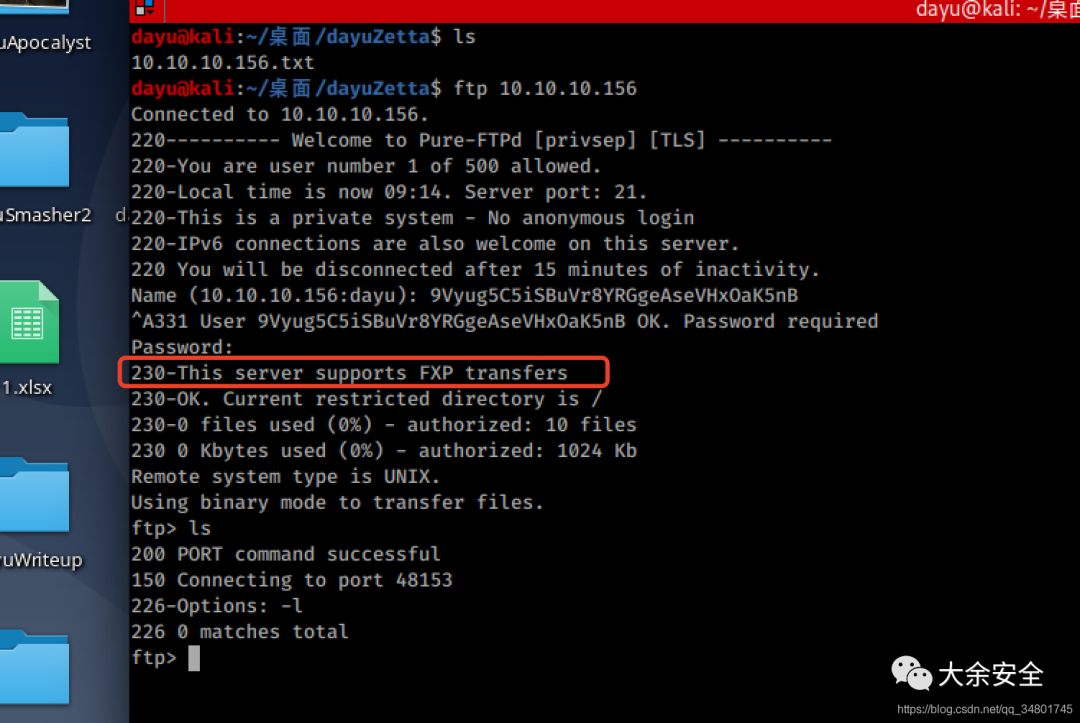 dayu@kali: ~/桌面
uApocalyst
uSmasher2
d
1.xlsx
uWriteup
dayu@kali:~/桌面/dayuZetta$ ls
10.10.10.156.txt
dayu@kali:~/桌面/dayuZetta$ ftp 10.10.10.156
Connected to 10.10.10.156.
220---------- Welcome to Pure-FTPd [privsep] [TLS] ----------
220-You are user number 1 of 500 allowed.
220-Local time is now 09:14. Server port: 21.
220-This is a private system - No anonymous login
220-IPv6 connections are also welcome on this server.
220 You will be disconnected after 15 minutes of inactivity.
Name (10.10.10.156:dayu): 9Vyug5C5iSBuVr8YRGgeAseVHxOaK5nB
^A331 User 9Vyug5C5iSBuVr8YRGgeAseVHxOaK5nB OK. Password required
Password:
230-This server supports FXP transfers
230-OK. Current restricted directory is /
230-0 files used (0%) - authorized: 10 files
230 0 Kbytes used (0%) - authorized: 1024 Kb
Remote system type is UNIX.
Using binary mode to transfer files.
ftp> ls
200 PORT command successful
150 Connecting to port 48153
226-Options: -l
226 0 matches total
ftp>
大余安全
https://blog.csdn.net/qq_34801745